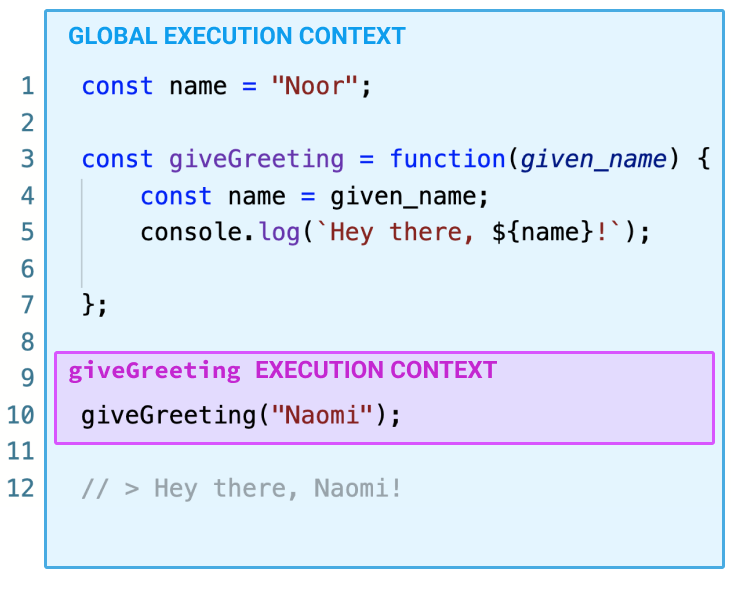 GLOBAL EXECUTION CONTEXT
1 const name = "Noor";
2
3 const giveGreeting = function(given_name) {
4     const name = given_name;
5     console.log(`Hey there, ${name}!`);
6
7 };
8
9 giveGreeting EXECUTION CONTEXT
10 giveGreeting("Naomi");
11
12 // > Hey there, Naomi!